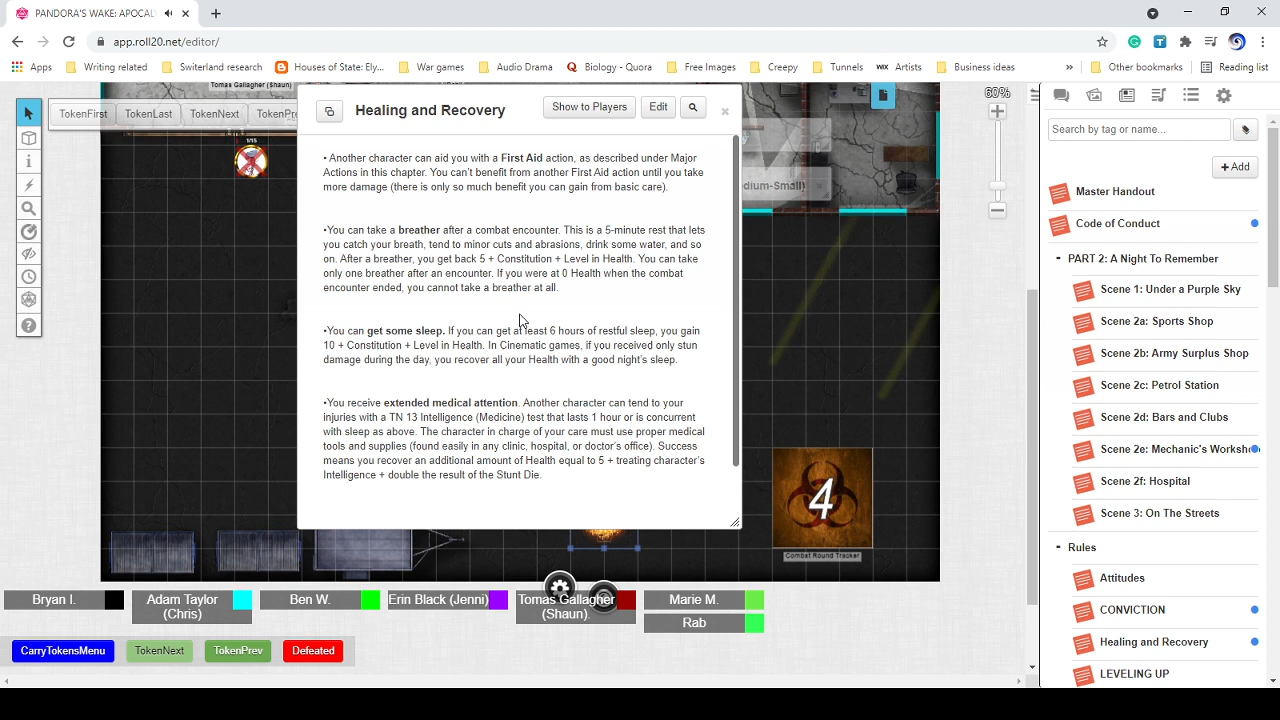 PANDORA'S WAKE: APOCAL
app.roll20.net/editor/
Apps
Writing related
Switerland research
Houses of State: Ely...
War games
Audio Drama
Biology - Quora
Free Images
Creepy
Tunnels
WIX Artists
Business ideas
»
Other bookmarks
Reading list
Tomas Gallagher (Shaun)
TokenFirst
TokenLast
TokenNext
TokenPre
1/15
60%
dium-Small)
Healing and Recovery
Show to Players
Edit
• Another character can aid you with a First Aid action, as described under Major
Actions in this chapter. You can't benefit from another First Aid action until you take
more damage (there is only so much benefit you can gain from basic care).
•You can take a breather after a combat encounter. This is a 5-minute rest that lets
you catch your breath, tend to minor cuts and abrasions, drink some water, and so
on. After a breather, you get back 5 + Constitution + Level in Health. You can take
only one breather after an encounter. If you were at 0 Health when the combat
encounter ended, you cannot take a breather at all.
•You can get some sleep. If you can get at least 6 hours of restful sleep, you gain
10 + Constitution + Level in Health. In Cinematic games, if you received only stun
damage during the day, you recover all your Health with a good night's sleep.
•You receive extended medical attention. Another character can tend to your
injuries with a TN 13 Intelligence (Medicine) test that lasts 1 hour or is concurrent
with sleep as above. The character in charge of your care must use proper medical
tools and supplies (found easily in any clinic, hospital, or doctor's office). Success
means you recover an additional amount of Health equal to 5 + treating character's
Intelligence + double the result of the Stunt Die.
4
Combat Round Tracker
Bryan I.
Adam Taylor
(Chris)
Ben W.
Erin Black (Jenni)
Tomas Gallagher
(Shaun).
Marie M.
Rab
CarryTokensMenu
TokenNext
TokenPrev
Defeated
Search by tag or name...
+ Add
Master Handout
Code of Conduct
- PART 2: A Night To Remember
Scene 1: Under a Purple Sky
Scene 2a: Sports Shop
Scene 2b: Army Surplus Shop
Scene 2c: Petrol Station
Scene 2d: Bars and Clubs
Scene 2e: Mechanic's Worksho
Scene 2f: Hospital
Scene 3: On The Streets
- Rules
Attitudes
CONVICTION
Healing and Recovery
LEVELING UP